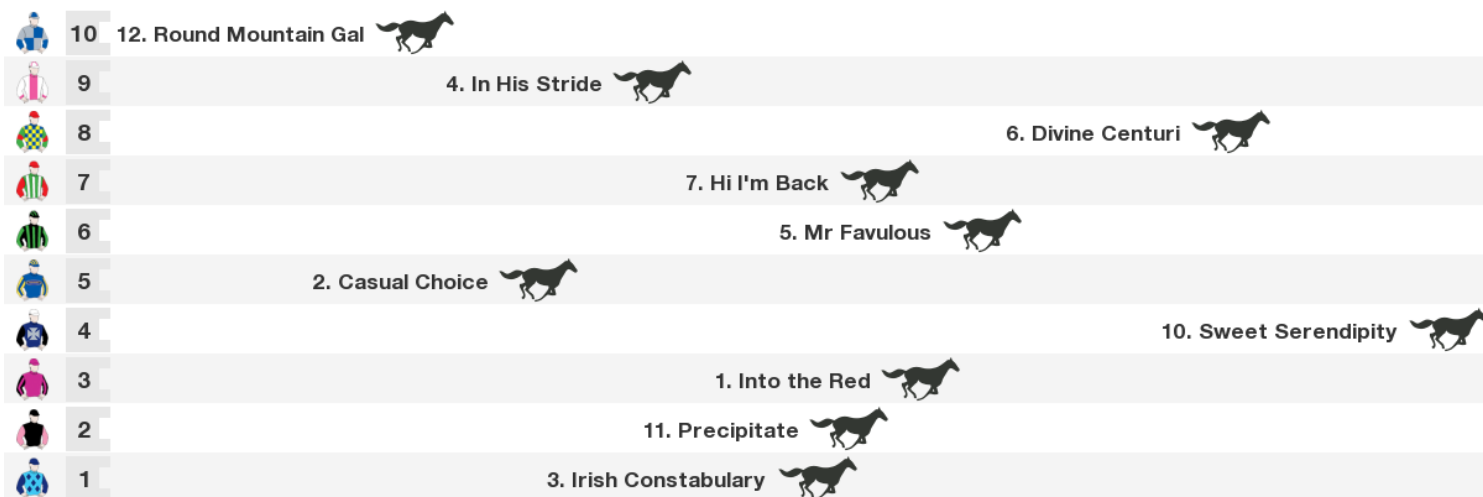 10 12. Round Mountain Gal
9 4. In His Stride
8 6. Divine Centuri
7 7. Hi I'm Back
6 5. Mr Favulous
5 2. Casual Choice
4 10. Sweet Serendipity
3 1. Into the Red
2 11. Precipitate
1 3. Irish Constabulary